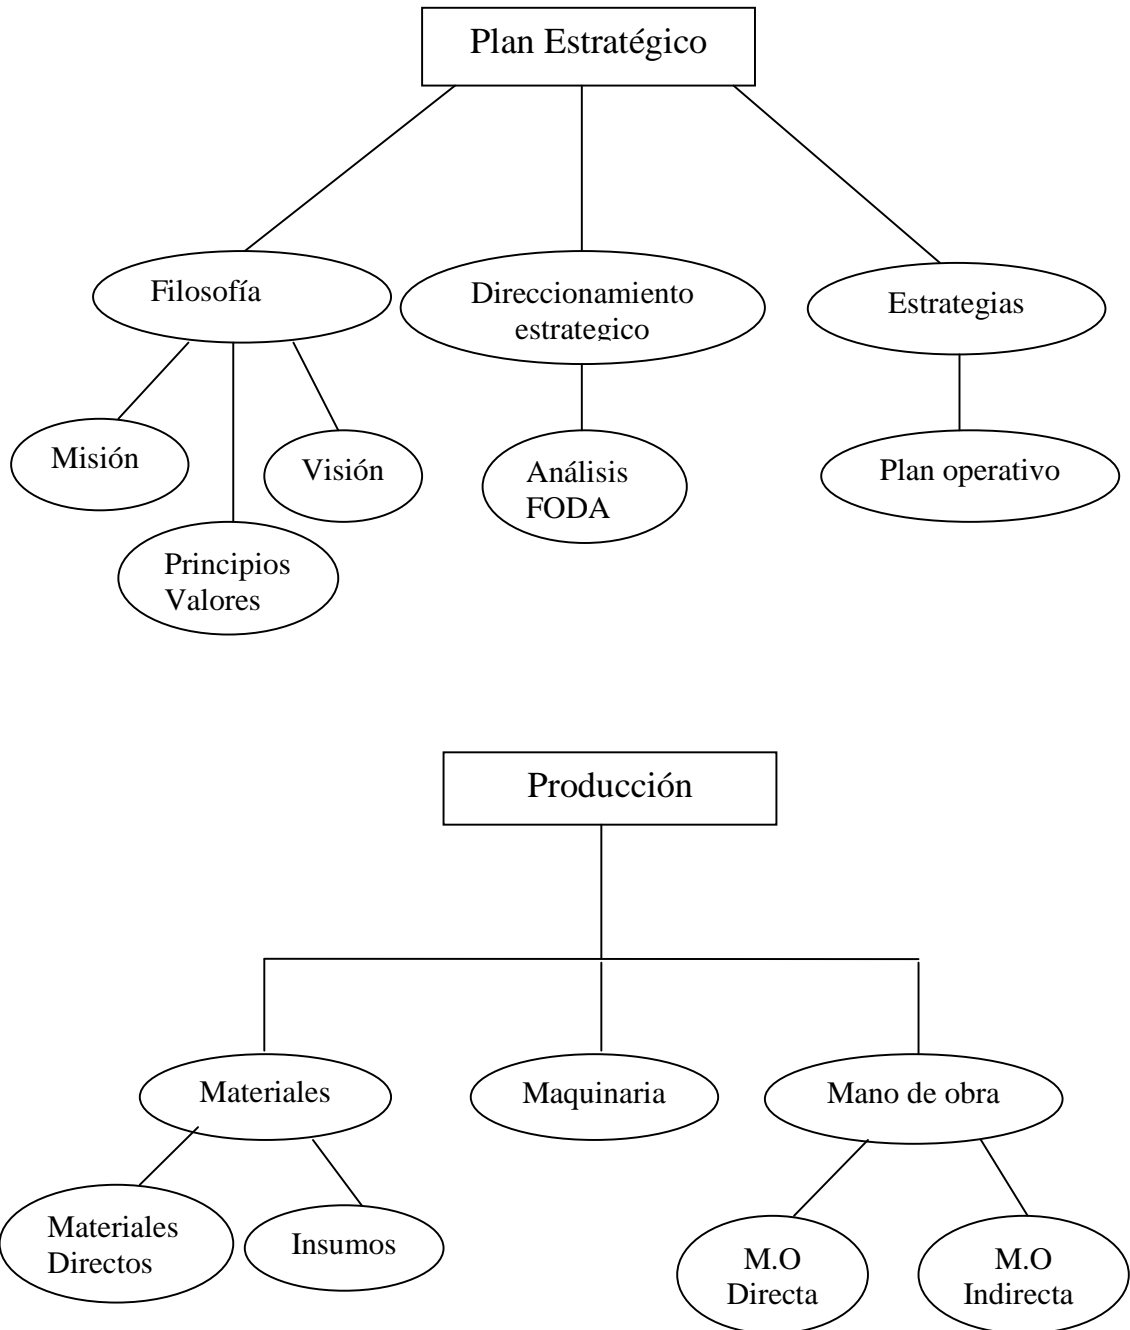 Plan Estratégico
Filosofía
Direccionamiento
estrategico
Estrategias
Misión
Visión
Principios
Valores
Análisis
FODA
Plan operativo
Producción
Materiales
Maquinaria
Mano de obra
Materiales
Directos
Insumos
M.O
Directa
M.O
Indirecta